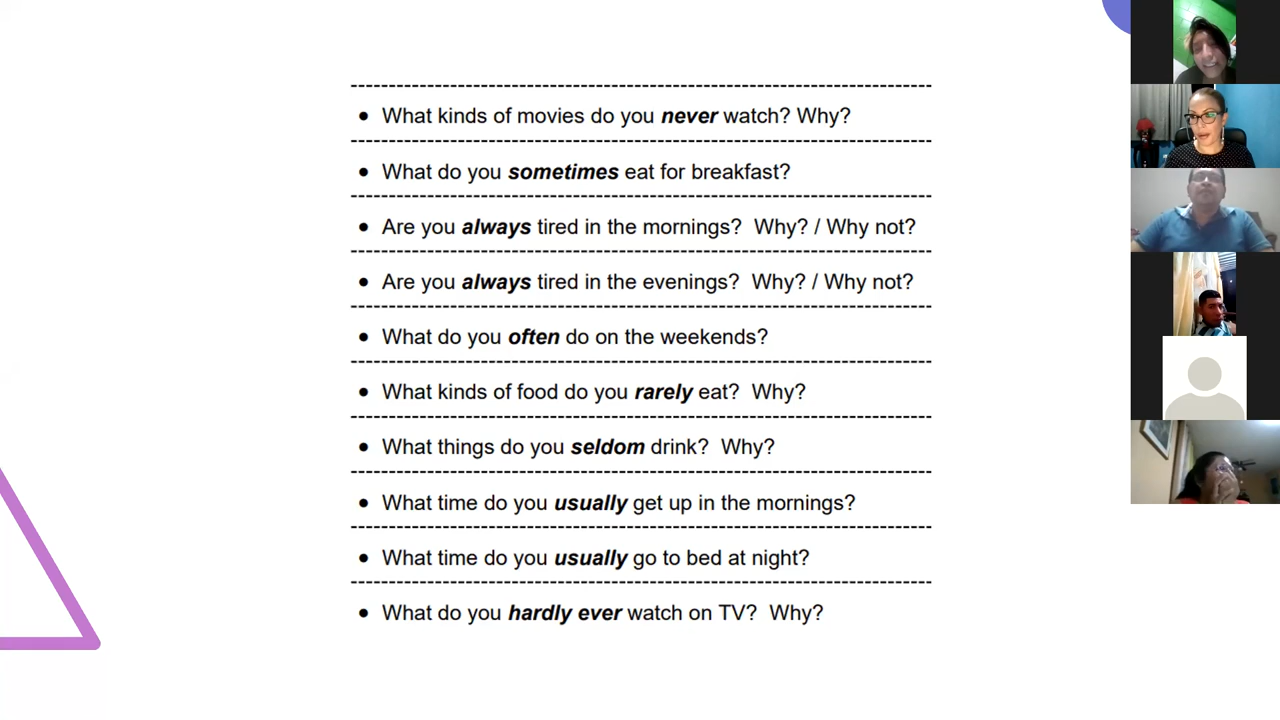 • What kinds of movies do you never watch? Why?
• What do you sometimes eat for breakfast?
• Are you always tired in the mornings? Why? / Why not?
• Are you always tired in the evenings? Why? / Why not?
• What do you often do on the weekends?
• What kinds of food do you rarely eat? Why?
• What things do you seldom drink? Why?
• What time do you usually get up in the mornings?
• What time do you usually go to bed at night?
• What do you hardly ever watch on TV? Why?